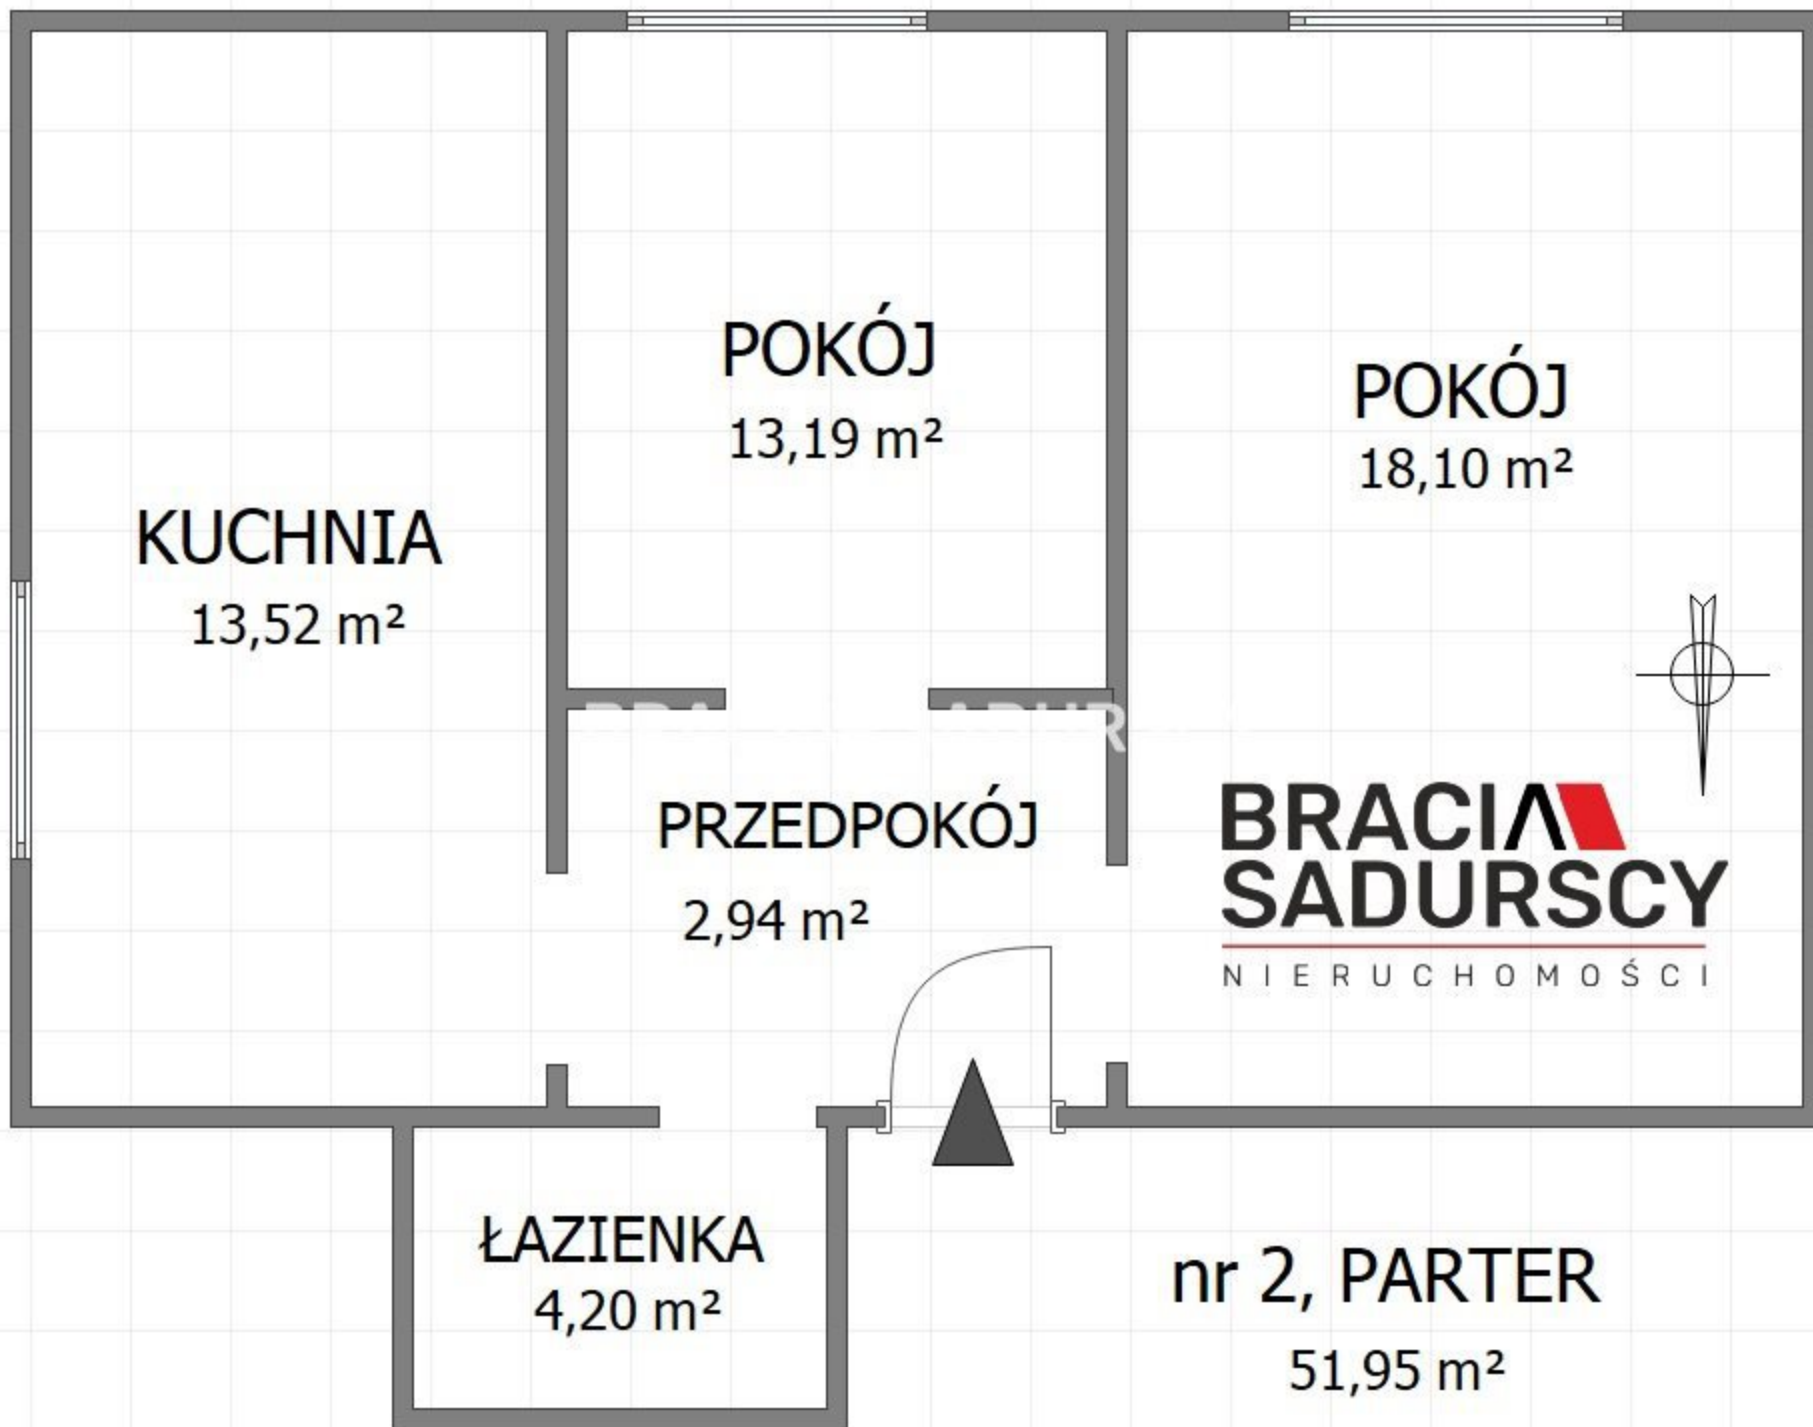 POKÓJ
13,19 m²
POKÓJ
18,10 m²
KUCHNIA
13,52 m²
PRZEDPOKÓJ
2,94 m²
BRACIA
SADURSCY
NIERUCHOMOŚCI
ŁAZIENKA
4,20 m²
nr 2, PARTER
51,95 m²